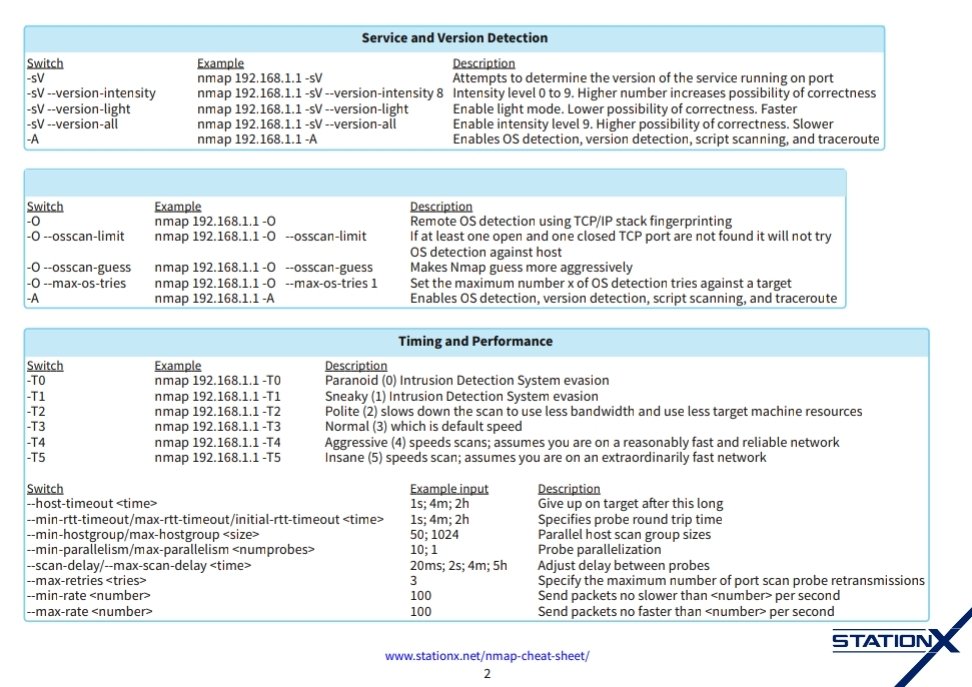 Service and Version Detection
Switch Example Description
-sV nmap 192.168.1.1 -sV Attempts to determine the version of the service running on port
-sV --version-intensity nmap 192.168.1.1 -sV --version-intensity 8 Intensity level 0 to 9. Higher number increases possibility of correctness
-sV --version-light nmap 192.168.1.1 -sV --version-light Enable light mode. Lower possibility of correctness. Faster
-sV --version-all nmap 192.168.1.1 -sV --version-all Enable intensity level 9. Higher possibility of correctness. Slower
-A nmap 192.168.1.1 -A Enables OS detection, version detection, script scanning, and traceroute
Switch Example Description
-O nmap 192.168.1.1 -O Remote OS detection using TCP/IP stack fingerprinting
-O --osscan-limit nmap 192.168.1.1 -O --osscan-limit If at least one open and one closed TCP port are not found it will not try
OS detection against host
-O --osscan-guess nmap 192.168.1.1 -O --osscan-guess Makes Nmap guess more aggressively
-O --max-os-tries nmap 192.168.1.1 -O --max-os-tries 1 Set the maximum number x of OS detection tries against a target
-A nmap 192.168.1.1 -A Enables OS detection, version detection, script scanning, and traceroute
Timing and Performance
Switch Example Description
-T0 nmap 192.168.1.1 -T0 Paranoid (0) Intrusion Detection System evasion
-T1 nmap 192.168.1.1 -T1 Sneaky (1) Intrusion Detection System evasion
-T2 nmap 192.168.1.1 -T2 Polite (2) slows down the scan to use less bandwidth and use less target machine resources
-T3 nmap 192.168.1.1 -T3 Normal (3) which is default speed
-T4 nmap 192.168.1.1 -T4 Aggressive (4) speeds scans; assumes you are on a reasonably fast and reliable network
-T5 nmap 192.168.1.1 -T5 Insane (5) speeds scan; assumes you are on an extraordinarily fast network
Switch Example input Description
--host-timeout <time> 1s; 4m; 2h Give up on target after this long
--min-rtt-timeout/max-rtt-timeout/initial-rtt-timeout <time> 1s; 4m; 2h Specifies probe round trip time
--min-hostgroup/max-hostgroup <size> 50; 1024 Parallel host scan group sizes
--min-parallelism/max-parallelism <numprobes> 10; 1 Probe parallelization
--scan-delay/--max-scan-delay <time> 20ms; 2s; 4m; 5h Adjust delay between probes
--max-retries <tries> 3 Specify the maximum number of port scan probe retransmissions
--min-rate <number> 100 Send packets no slower than <number> per second
--max-rate <number> 100 Send packets no faster than <number> per second
STATIONX
www.stationx.net/nmap-cheat-sheet/
2